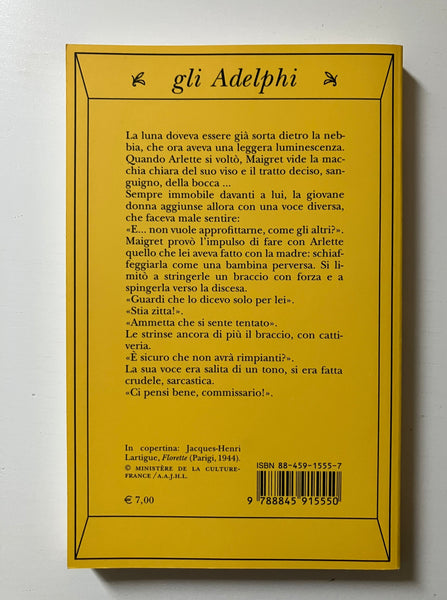 gli Adelphi
La luna doveva essere già sorta dietro la neb-
bia, che ora aveva una leggera luminescenza.
Quando Arlette si voltò, Maigret vide la mac-
chia chiara del suo viso e il tratto deciso, san-
guigno, della bocca ...
Sempre immobile davanti a lui, la giovane
donna aggiunse allora con una voce diversa,
che faceva male sentire:
«E... non vuole approfittarne, come gli altri?».
Maigret provò l'impulso di fare con Arlette
quello che lei aveva fatto con la madre: schiaf-
feggiarla come una bambina perversa. Si li-
mitò a stringerle un braccio con forza e a
spingerla verso la discesa.
«Guardi che lo dicevo solo per lei».
«Stia zitta!».
«Ammetta che si sente tentato».
Le strinse ancora di più il braccio, con catti-
veria.
«È sicuro che non avrà rimpianti?».
La sua voce era salita di un tono, si era fatta
crudele, sarcastica.
«Ci pensi bene, commissario!».
In copertina: Jacques-Henri
Lartigue, Florette (Parigi, 1944).
© MINISTÈRE DE LA CULTURE-
FRANCE / A.A.J.H.L.
€ 7,00
ISBN 88-459-1555-7
9 788845 915550